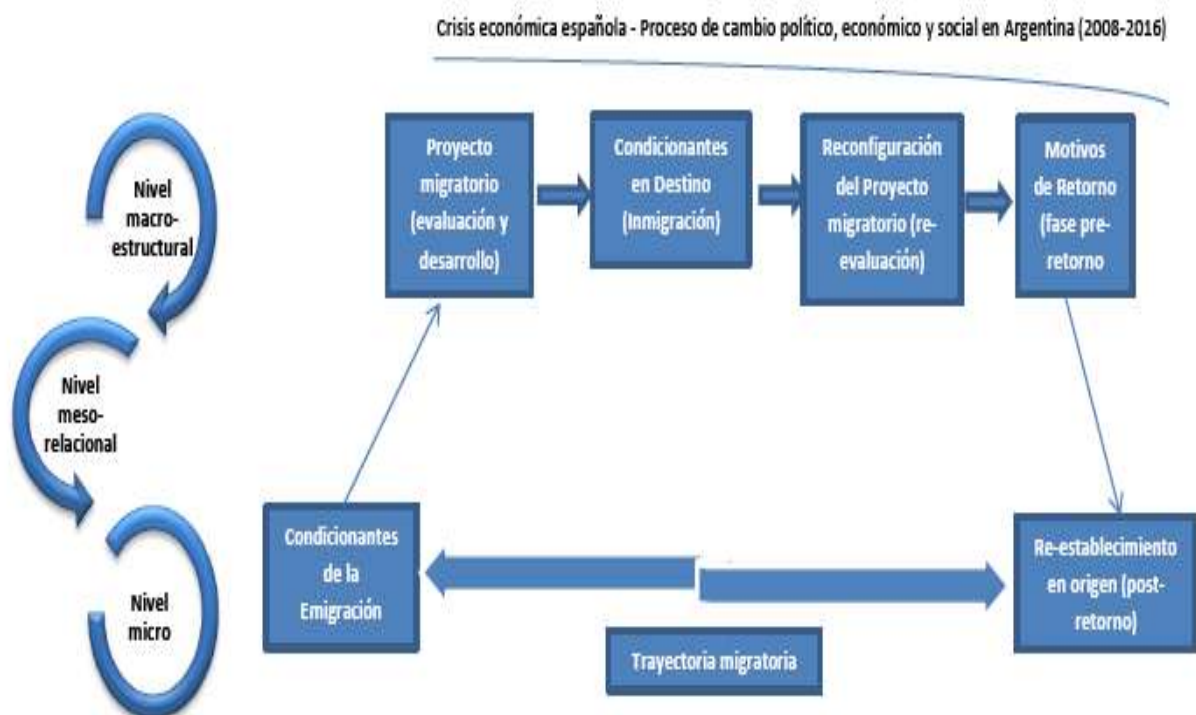 Crisis económica española - Proceso de cambio político, económico y social en Argentina (2008-2016)
Nivel
macro-
estructural
Nivel
meso-
relacional
Nivel
micro
Proyecto
migratorio
(evaluación y
desarrollo)
Condicionantes
en Destino
(Inmigración)
Reconfiguración
del Proyecto
migratorio (re-
evaluación)
Motivos
de Retorno
(fase pre-
retorno
Condicionantes
de la
Emigración
Re-establecimiento
en origen (post-
retorno)
Trayectoria migratoria